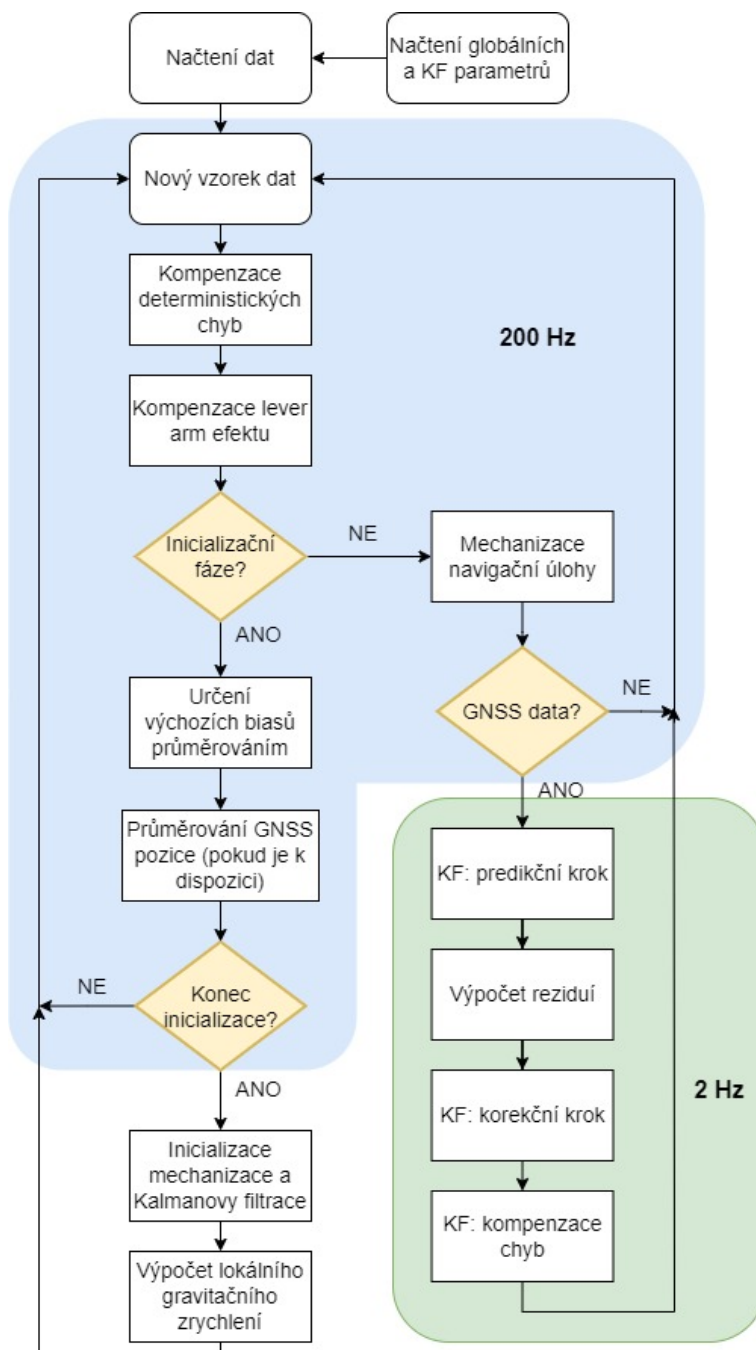 Načtení dat
Načtení globálních
a KF parametrů
Nový vzorek dat
Kompenzace
deterministických
chyb
200 Hz
Kompenzace lever
arm efektu
Inicializační
fáze?
NE
Mechanizace
navigační úlohy
ANO
Určení
výchozích biasů
průměrováním
GNSS data?
NE
ANO
Průměrování GNSS
pozice (pokud je k
dispozici)
KF: predikční krok
Konec
inicializace?
NE
Výpočet reziduí
ANO
2 Hz
KF: korekční krok
Inicializace
mechanizace a
Kalmanovy filtrace
KF: kompenzace
chyb
Výpočet lokálního
gravitačního
zrychlení